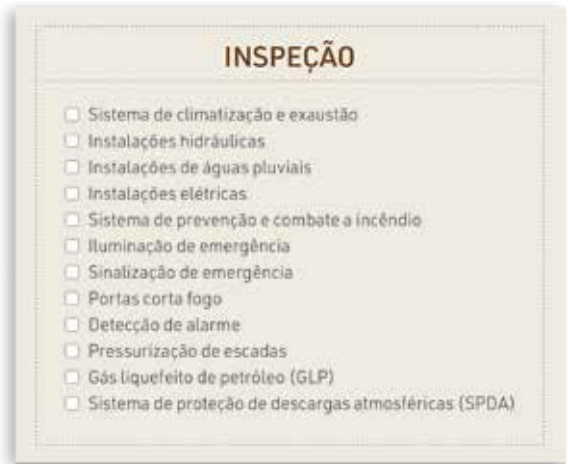 INSPEÇÃO
Sistema de climatização e exaustão
Instalações hidráulicas
Instalações de águas pluviais
Instalações elétricas
Sistema de prevenção e combate a incêndio
Iluminação de emergência
Sinalização de emergência
Portas corta fogo
Detecção de alarme
Pressurização de escadas
Gás liquefeito de petróleo (GLP)
Sistema de proteção de descargas atmosféricas (SPDA)